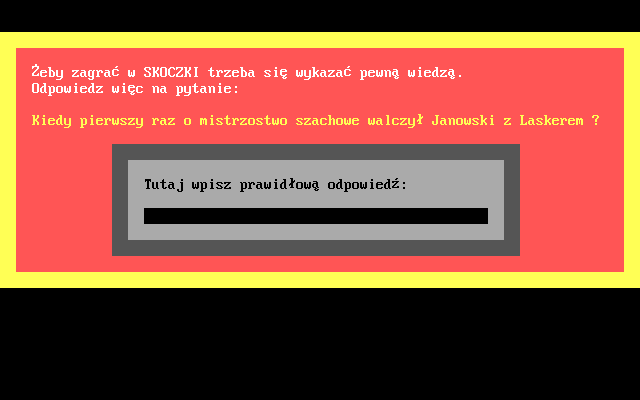 Żeby zagrać w SKOCZKI trzeba się wykazać pewną wiedzą.
Odpowiedz więc na pytanie:
Kiedy pierwszy raz o mistrzostwo szachowe walczył Janowski z Laskerem ?
Tutaj wpisz prawidłową odpowiedź: